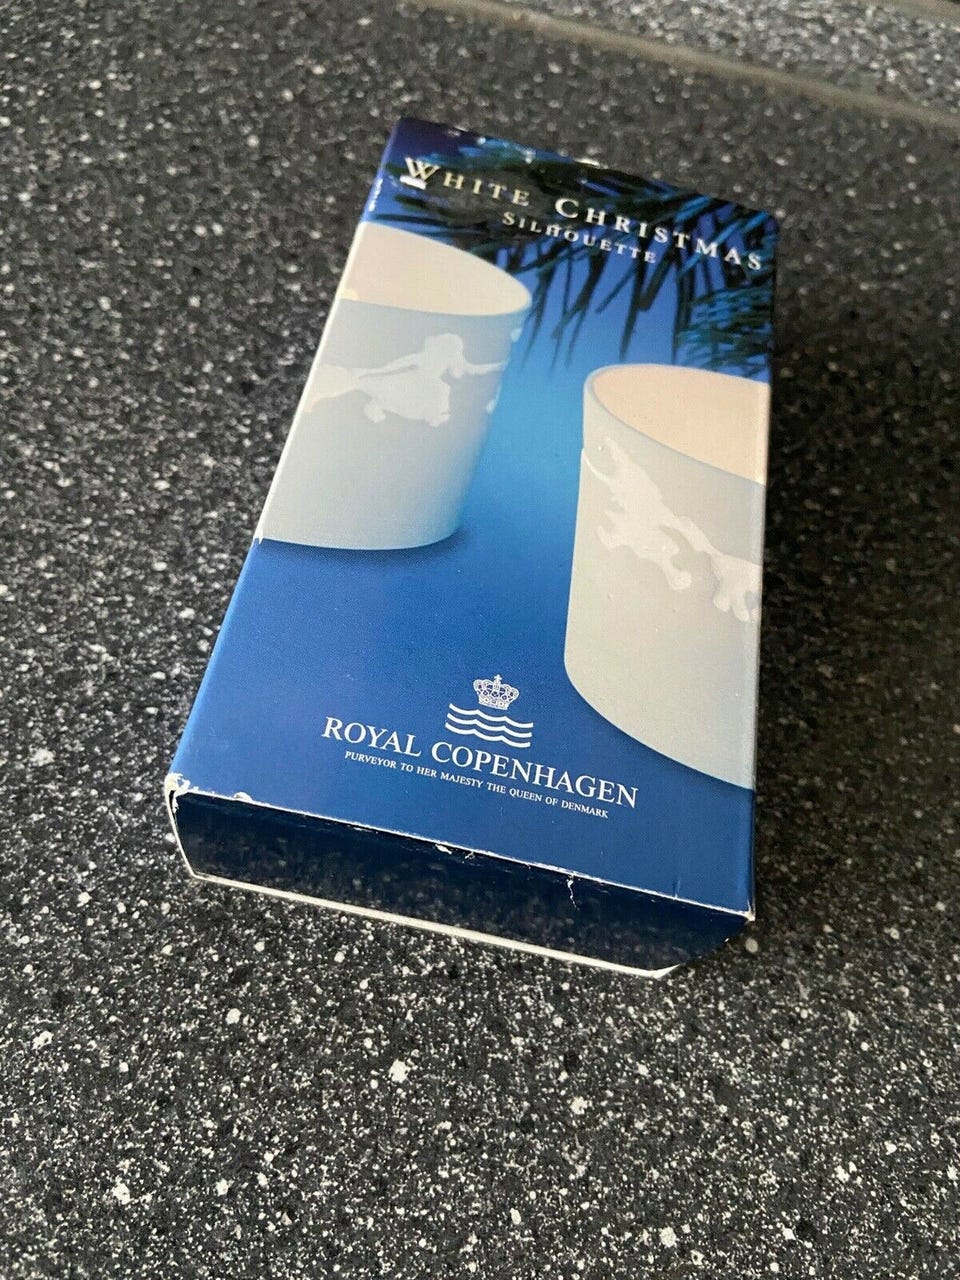 WHITE CHRISTMAS
SILHOUETTE
ROYAL COPENHAGEN
PURVEYOR TO HER MAJESTY THE QUEEN OF DENMARK